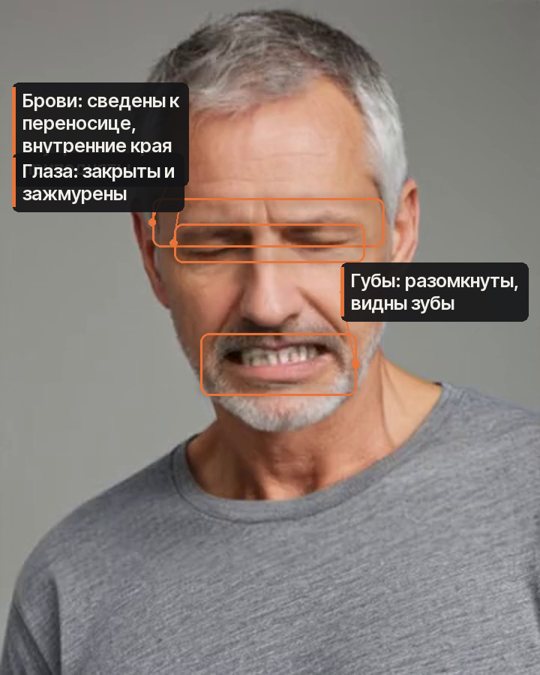 Брови: сведены к
переносице,
внутренние края
Глаза: закрыты и
зажмурены
Губы: разомкнуты,
видны зубы